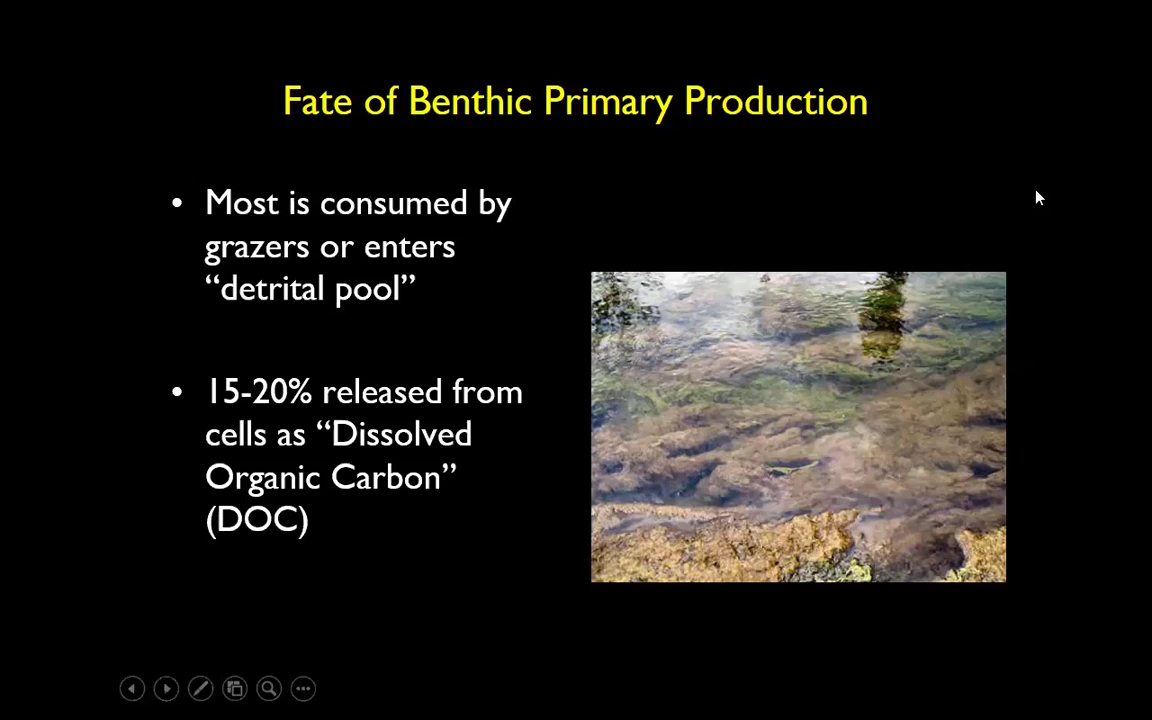 Fate of Benthic Primary Production
• Most is consumed by
grazers or enters
“detrital pool”
• 15-20% released from
cells as “Dissolved
Organic Carbon”
(DOC)